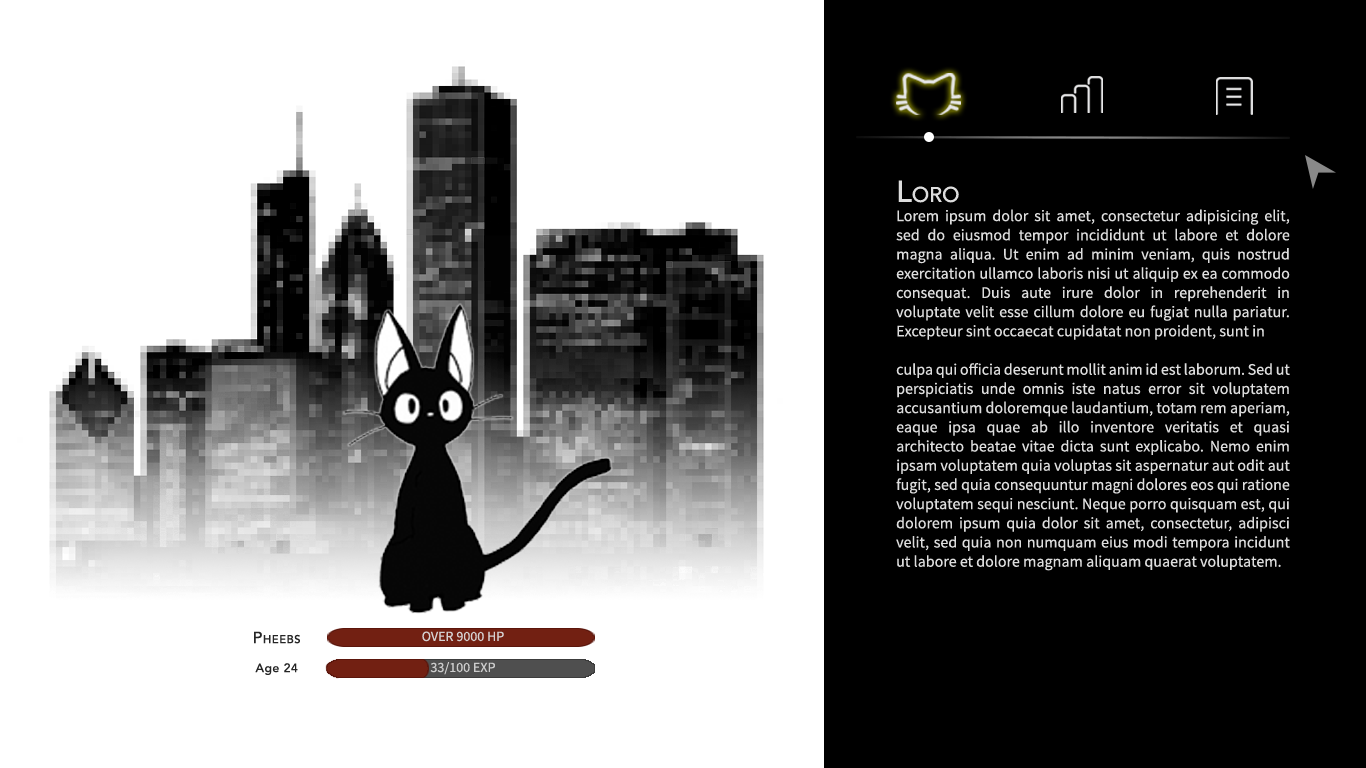 Loro
Lorem ipsum dolor sit amet, consectetur adipisicing elit,
sed do eiusmod tempor incididunt ut labore et dolore
magna aliqua. Ut enim ad minim veniam, quis nostrud
exercitation ullamco laboris nisi ut aliquip ex ea commodo
consequat. Duis aute irure dolor in reprehenderit in
voluptate velit esse cillum dolore eu fugiat nulla pariatur.
Excepteur sint occaecat cupidatat non proident, sunt in
culpa qui officia deserunt mollit anim id est laborum. Sed ut
perspiciatis unde omnis iste natus error sit voluptatem
accusantium doloremque laudantium, totam rem aperiam,
eaque ipsa quae ab illo inventore veritatis et quasi
architecto beatae vitae dicta sunt explicabo. Nemo enim
ipsam voluptatem quia voluptas sit aspernatur aut odit aut
fugit, sed quia consequuntur magni dolores eos qui ratione
voluptatem sequi nesciunt. Neque porro quisquam est, qui
dolorem ipsum quia dolor sit amet, consectetur, adipisci
velit, sed quia non numquam eius modi tempora incidunt
ut labore et dolore magnam aliquam quaerat voluptatem.
Pheebs OVER 9000 HP
Age 24 33/100 EXP